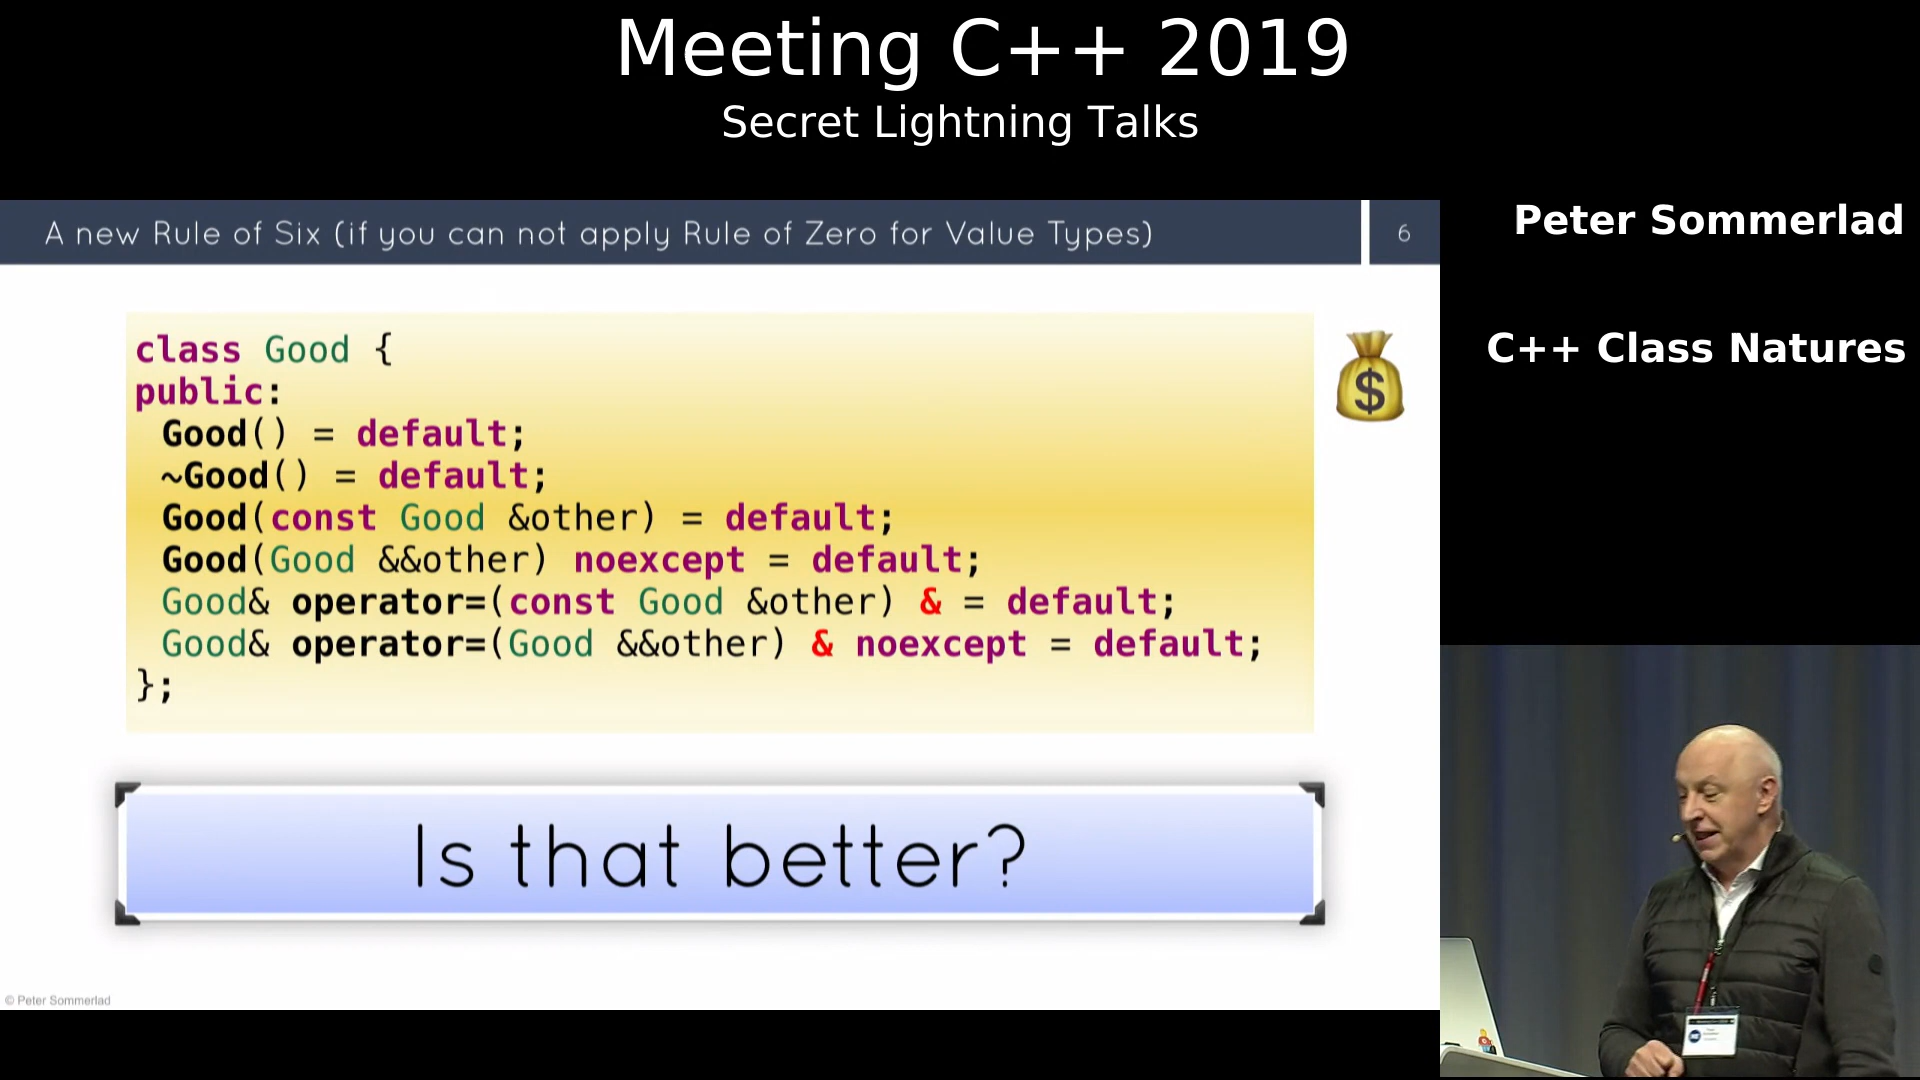 Meeting C++ 2019
Secret Lightning Talks
Peter Sommerlad
C++ Class Natures
A new Rule of Six (if you can not apply Rule of Zero for Value Types)
6
class Good {
public:
Good() = default;
~Good() = default;
Good(const Good &other) = default;
Good(Good &&other) noexcept = default;
Good& operator=(const Good &other) & = default;
Good& operator=(Good &&other) & noexcept = default;
};
$
Is that better?
© Peter Sommerlad